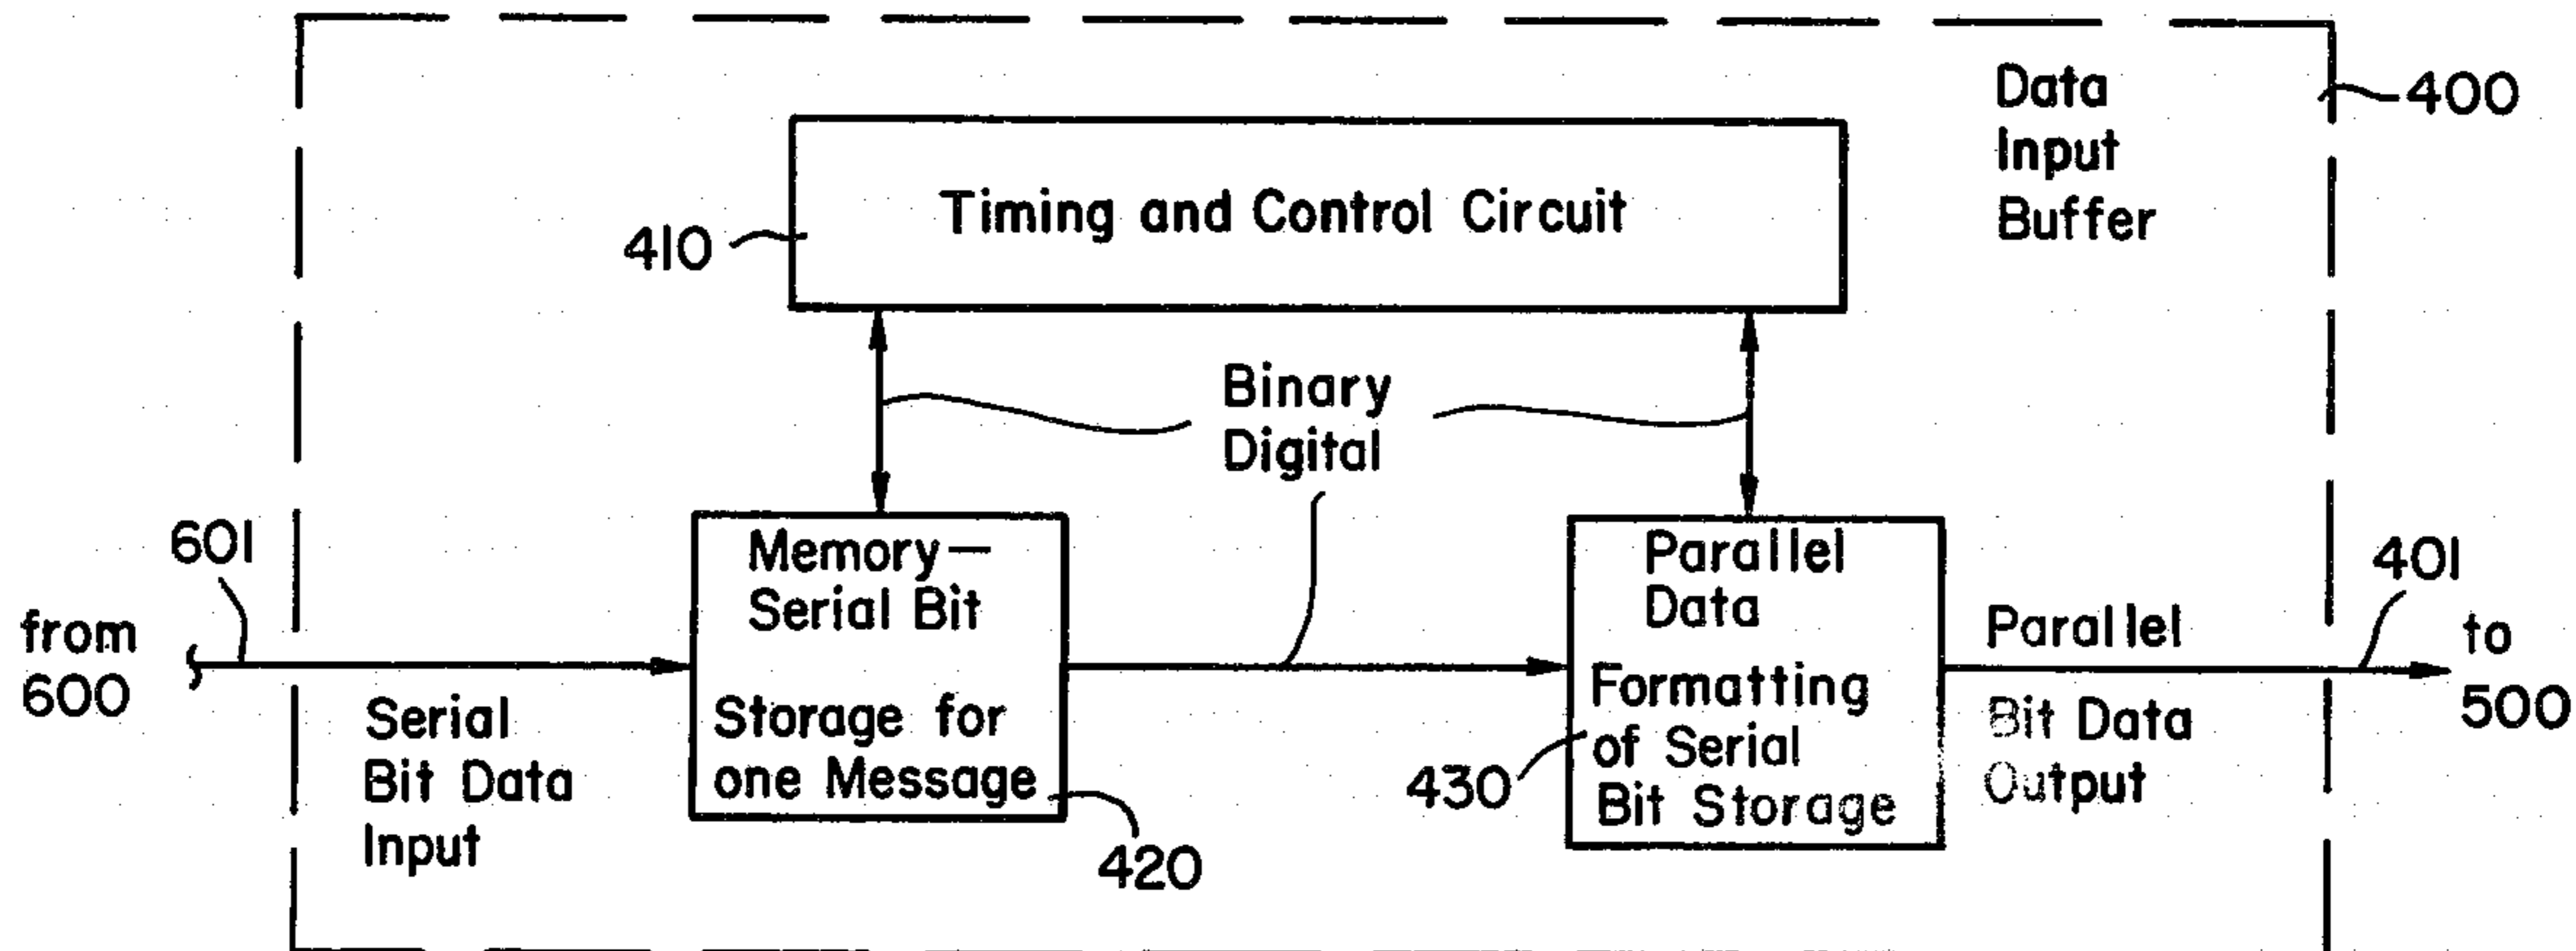 Data
Input
Buffer
400
Timing and Control Circuit
410
Binary
Digital
601
from
600
Serial
Bit Data
Input
Memory—
Serial Bit
Storage for
one Message
420
Parallel
Data
Formatting
of Serial
Bit Storage
430
Parallel
Bit Data
Output
401
to
500